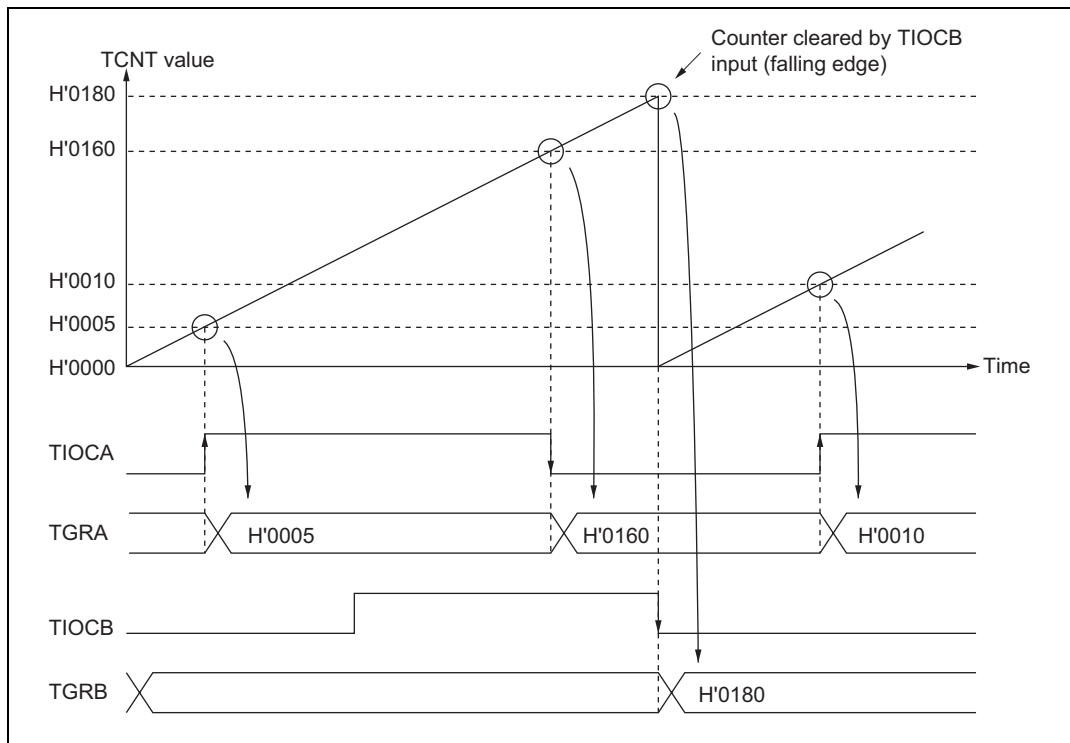 Counter cleared by TIOCB
input (falling edge)
TCNT value
H'0180
H'0160
H'0010
H'0005
H'0000
Time
TIOCA
TGRA
H'0005
H'0160
H'0010
TIOCB
TGRB
H'0180